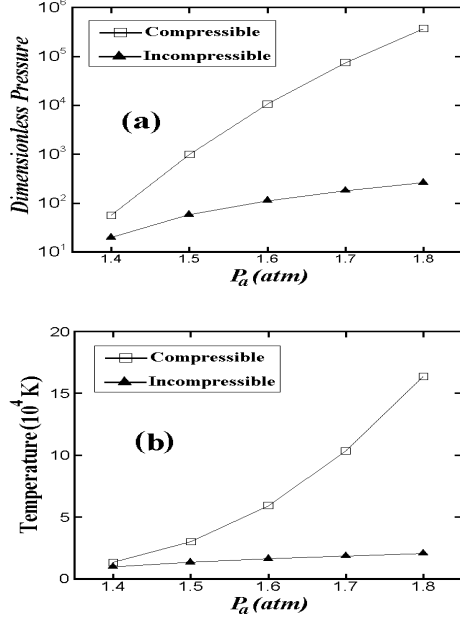 10^6
10^5
10^4
10^3
10^2
10^1
Dimensionless Pressure
Compressible
Incompressible
(a)
1.4 1.5 1.6 1.7 1.8
P_a (atm)
20
15
10
5
0
Temperature (10^4 K)
Compressible
Incompressible
(b)
1.4 1.5 1.6 1.7 1.8
P_a (atm)